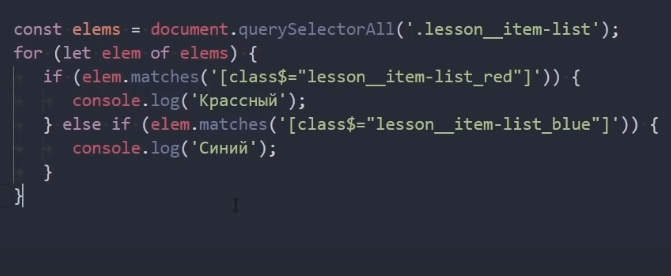 const elems = document.querySelectorAll('.lesson__item-list');
for (let elem of elems) {
if (elem.matches('[class$="lesson__item-list_red"]')) {
console.log('Крассный');
} else if (elem.matches('[class$="lesson__item-list_blue"]')) {
console.log('Синий');
}
}